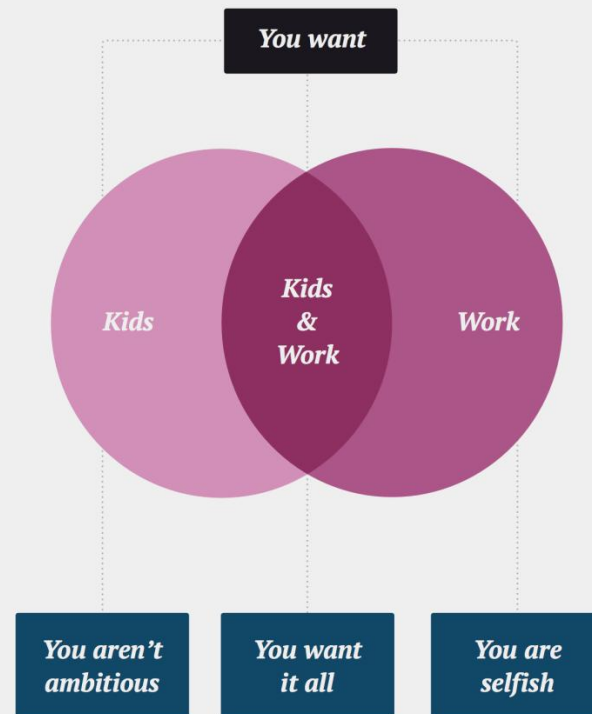 You want
Kids
Kids
&
Work
Work
You aren’t
ambitious
You want
it all
You are
selfish